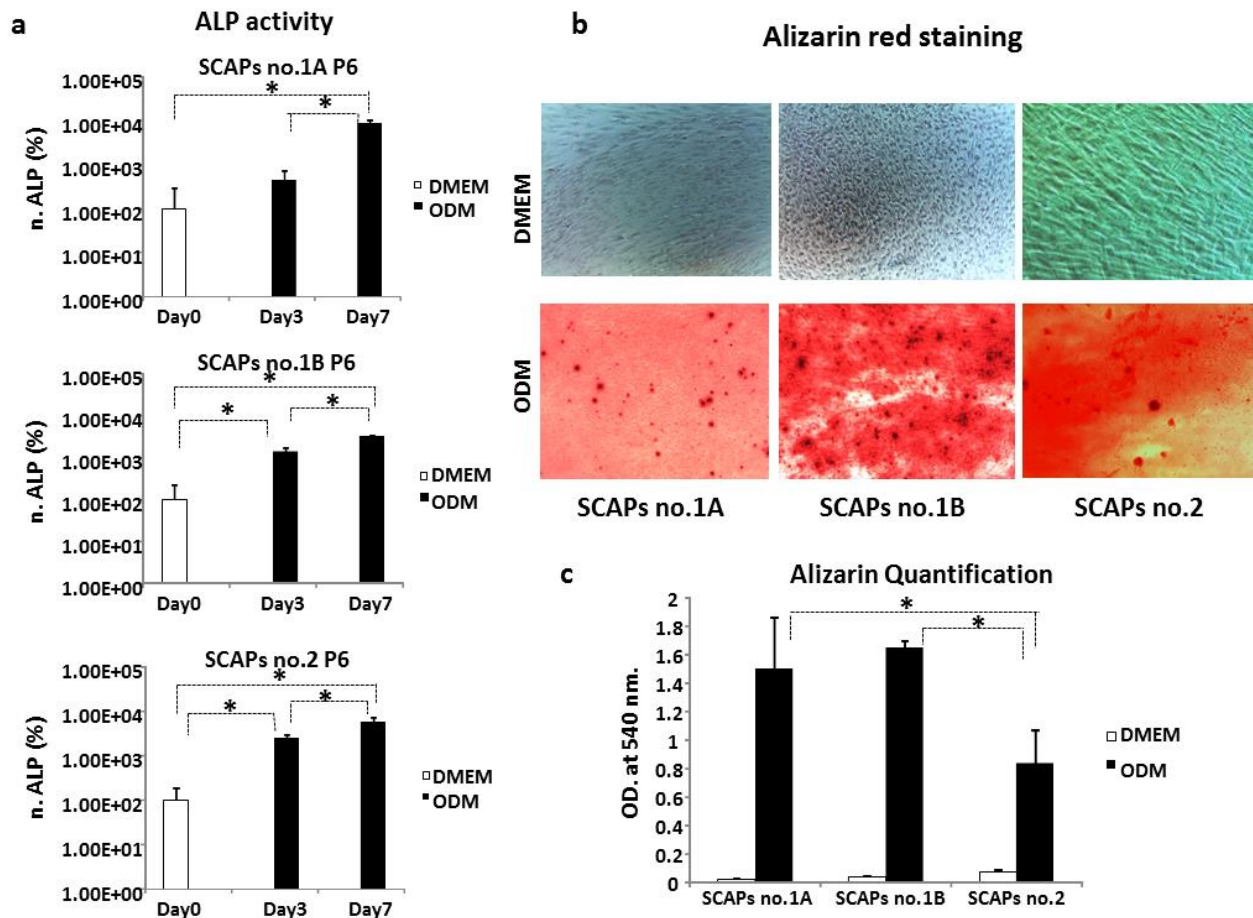 a
ALP activity
SCAPs no.1A P6
1.00E+05
1.00E+04
1.00E+03
1.00E+02
1.00E+01
1.00E+00
n. ALP (%)
*
*
Day0 Day3 Day7
DMEM
ODM
SCAPs no.1B P6
1.00E+05
1.00E+04
1.00E+03
1.00E+02
1.00E+01
1.00E+00
n. ALP (%)
*
*
*
Day0 Day3 Day7
DMEM
ODM
SCAPs no.2 P6
1.00E+05
1.00E+04
1.00E+03
1.00E+02
1.00E+01
1.00E+00
n. ALP (%)
*
*
*
Day0 Day3 Day7
DMEM
ODM
b
Alizarin red staining
DMEM
ODM
SCAPs no.1A SCAPs no.1B SCAPs no.2
c
Alizarin Quantification
2
1.8
1.6
1.4
1.2
1
0.8
0.6
0.4
0.2
0
OD. at 540 nm.
*
*
SCAPs no.1A SCAPs no.1B SCAPs no.2
DMEM
ODM